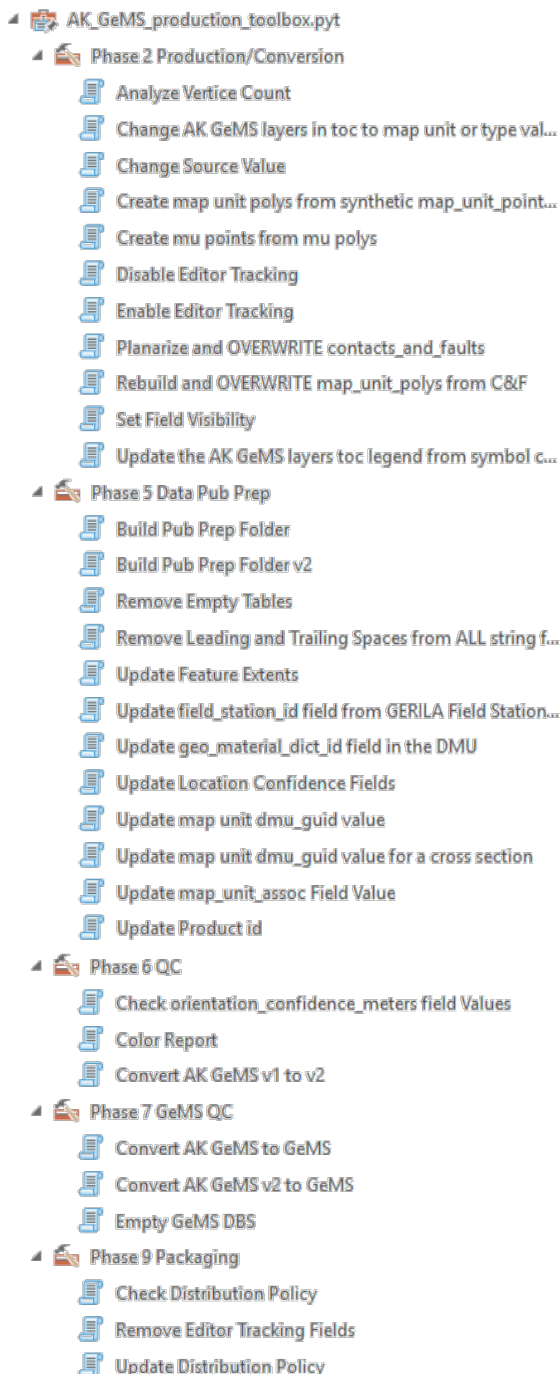 AK_GeMS_production_toolbox.pyt
Phase 2 Production/Conversion
Analyze Vertice Count
Change AK GeMS layers in toc to map unit or type val...
Change Source Value
Create map unit polys from synthetic map_unit_point...
Create mu points from mu polys
Disable Editor Tracking
Enable Editor Tracking
Planarize and OVERWRITE contacts_and_faults
Rebuild and OVERWRITE map_unit_polys from C&F
Set Field Visibility
Update the AK GeMS layers toc legend from symbol c...
Phase 5 Data Pub Prep
Build Pub Prep Folder
Build Pub Prep Folder v2
Remove Empty Tables
Remove Leading and Trailing Spaces from ALL string f...
Update Feature Extents
Update field_station_id field from GERILA Field Station...
Update geo_material_dict_id field in the DMU
Update Location Confidence Fields
Update map unit dmu_guid value
Update map unit dmu_guid value for a cross section
Update map_unit_assoc Field Value
Update Product id
Phase 6 QC
Check orientation_confidence_meters field Values
Color Report
Convert AK GeMS v1 to v2
Phase 7 GeMS QC
Convert AK GeMS to GeMS
Convert AK GeMS v2 to GeMS
Empty GeMS DBS
Phase 9 Packaging
Check Distribution Policy
Remove Editor Tracking Fields
Update Distribution Policy